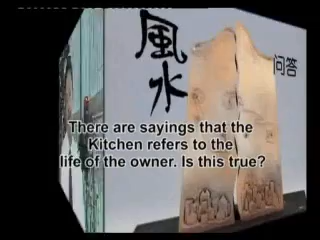 風水
问答
There are sayings that the
Kitchen refers to the
life of the owner. Is this true?